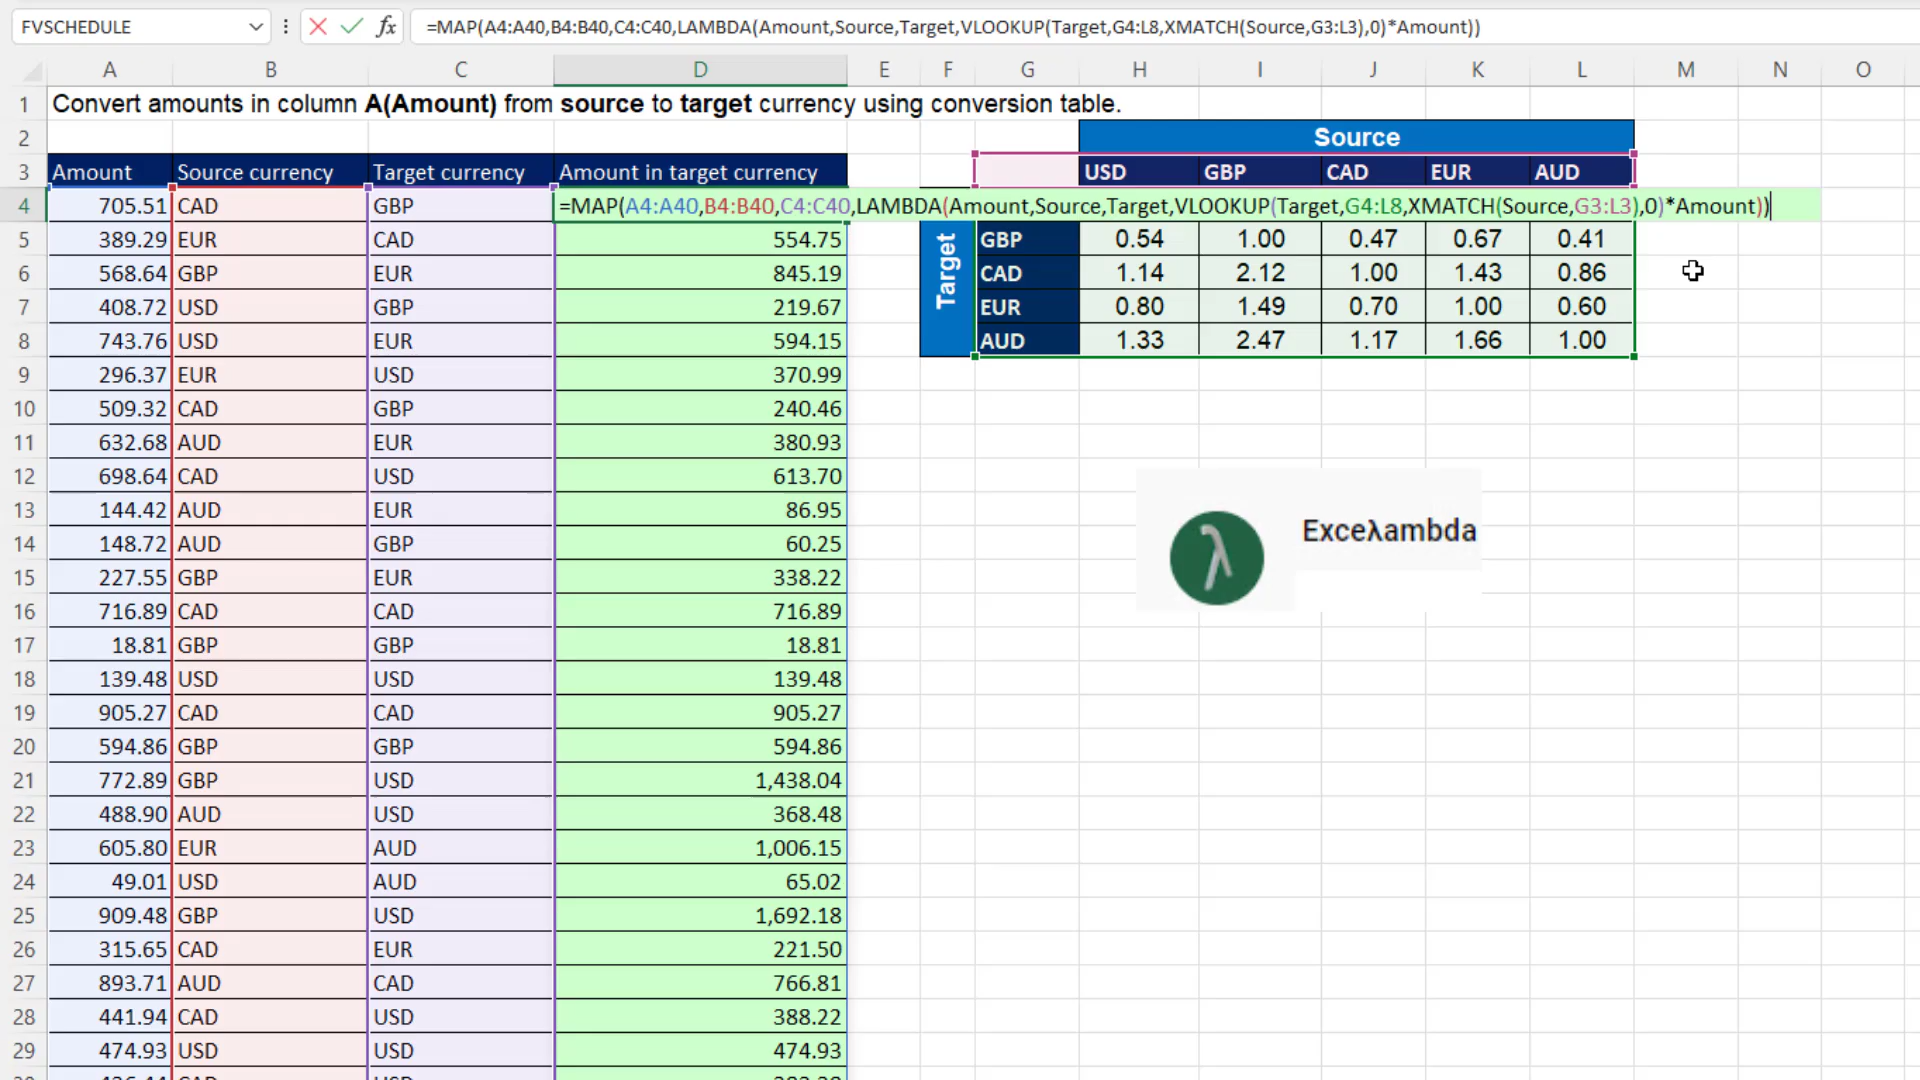 FVSCHEDULE fx =MAP(A4:A40,B4:B40,C4:C40,LAMBDA(Amount,Source,Target,VLOOKUP(Target,G4:L8,XMATCH(Source,G3:L3),0)*Amount))
A B C D E F G H I J K L M N O
1 Convert amounts in column A(Amount) from source to target currency using conversion table.
2 Source
3 Amount Source currency Target currency Amount in target currency USD GBP CAD EUR AUD
4 705.51 CAD GBP =MAP(A4:A40,B4:B40,C4:C40,LAMBDA(Amount,Source,Target,VLOOKUP(Target,G4:L8,XMATCH(Source,G3:L3),0)*Amount))
5 389.29 EUR CAD 554.75 Target GBP 0.54 1.00 0.47 0.67 0.41
6 568.64 GBP EUR 845.19 CAD 1.14 2.12 1.00 1.43 0.86
7 408.72 USD GBP 219.67 EUR 0.80 1.49 0.70 1.00 0.60
8 743.76 USD EUR 594.15 AUD 1.33 2.47 1.17 1.66 1.00
9 296.37 EUR USD 370.99
10 509.32 CAD GBP 240.46
11 632.68 AUD EUR 380.93
12 698.64 CAD USD 613.70
13 144.42 AUD EUR 86.95
14 148.72 AUD GBP 60.25 Exceλambda
15 227.55 GBP EUR 338.22 λ
16 716.89 CAD CAD 716.89
17 18.81 GBP GBP 18.81
18 139.48 USD USD 139.48
19 905.27 CAD CAD 905.27
20 594.86 GBP GBP 594.86
21 772.89 GBP USD 1,438.04
22 488.90 AUD USD 368.48
23 605.80 EUR AUD 1,006.15
24 49.01 USD AUD 65.02
25 909.48 GBP USD 1,692.18
26 315.65 CAD EUR 221.50
27 893.71 AUD CAD 766.81
28 441.94 CAD USD 388.22
29 474.93 USD USD 474.93